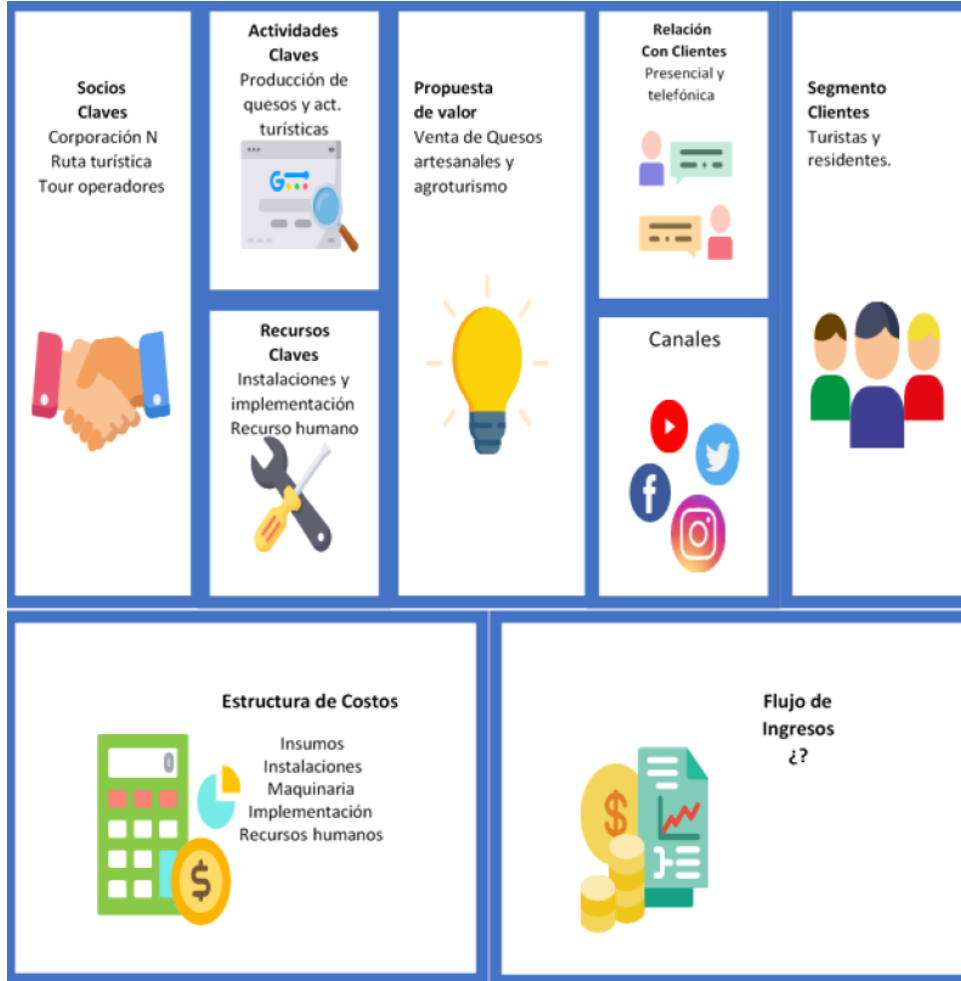 Socios
Claves
Corporación N
Ruta turística
Tour operadores
Actividades
Claves
Producción de
quesos y act.
turísticas
G
Recursos
Claves
Instalaciones y
implementación
Recurso humano
Propuesta
de valor
Venta de Quesos
artesanales y
agroturismo
Relación
Con Clientes
Presencial y
telefónica
Canales
f
Segmento
Clientes
Turistas y
residentes.
Estructura de Costos
Insumos
Instalaciones
Maquinaria
Implementación
Recursos humanos
0
$
Flujo de
Ingresos
¿?
$